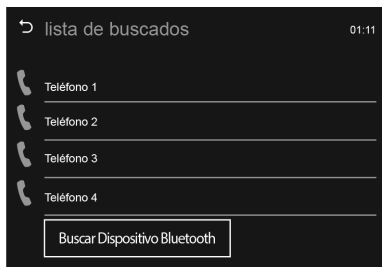 lista de buscados
01:11
Teléfono 1
Teléfono 2
Teléfono 3
Teléfono 4
Buscar Dispositivo Bluetooth